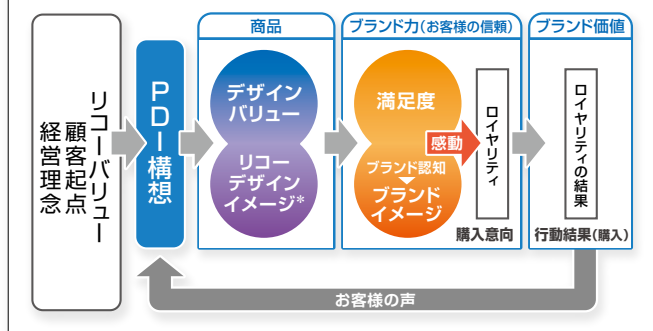 リコーバリュー
顧客起点
経営理念
PDI構想
商品
デザイン
バリュー
リコー
デザイン
イメージ*
ブランド力(お客様の信頼)
満足度
感動
ブランド認知
ブランド
イメージ
ロイヤリティ
購入意向
ブランド価値
ロイヤリティの結果
行動結果(購入)
お客様の声